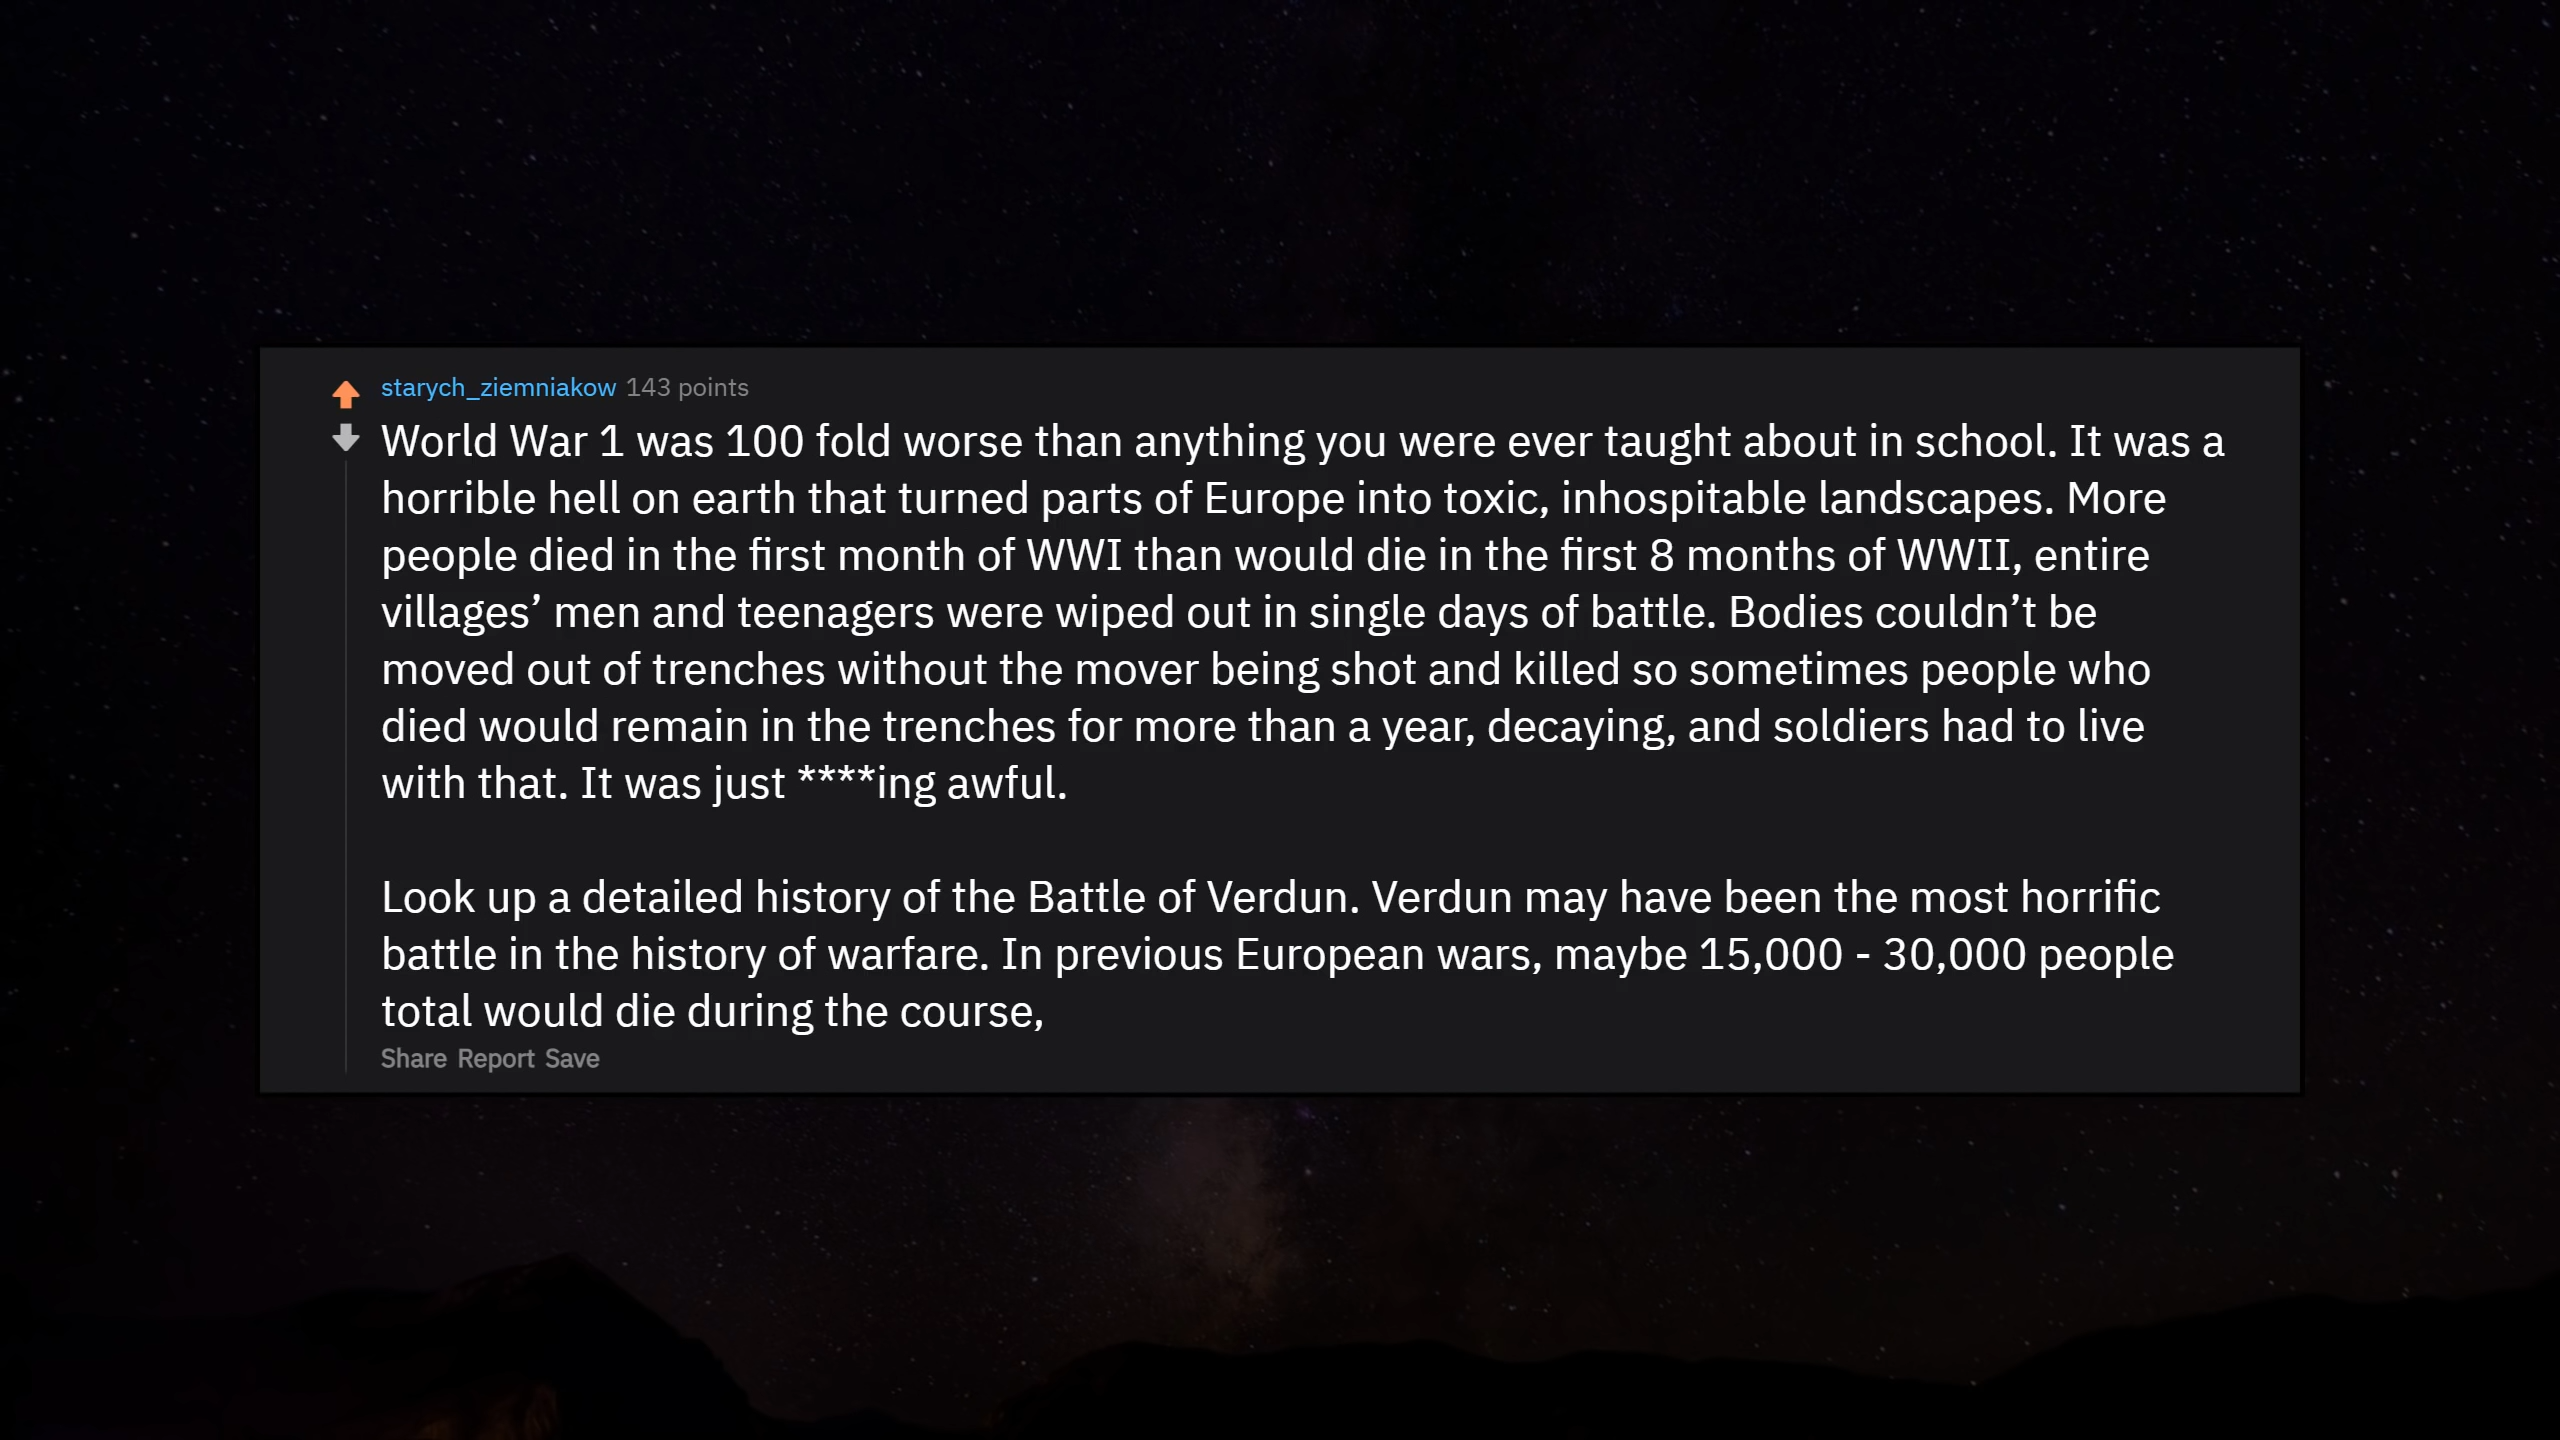 starych_ziemniakow 143 points
World War 1 was 100 fold worse than anything you were ever taught about in school. It was a
horrible hell on earth that turned parts of Europe into toxic, inhospitable landscapes. More
people died in the first month of WWI than would die in the first 8 months of WWII, entire
villages’ men and teenagers were wiped out in single days of battle. Bodies couldn’t be
moved out of trenches without the mover being shot and killed so sometimes people who
died would remain in the trenches for more than a year, decaying, and soldiers had to live
with that. It was just ****ing awful.
Look up a detailed history of the Battle of Verdun. Verdun may have been the most horrific
battle in the history of warfare. In previous European wars, maybe 15,000 - 30,000 people
total would die during the course,
Share Report Save